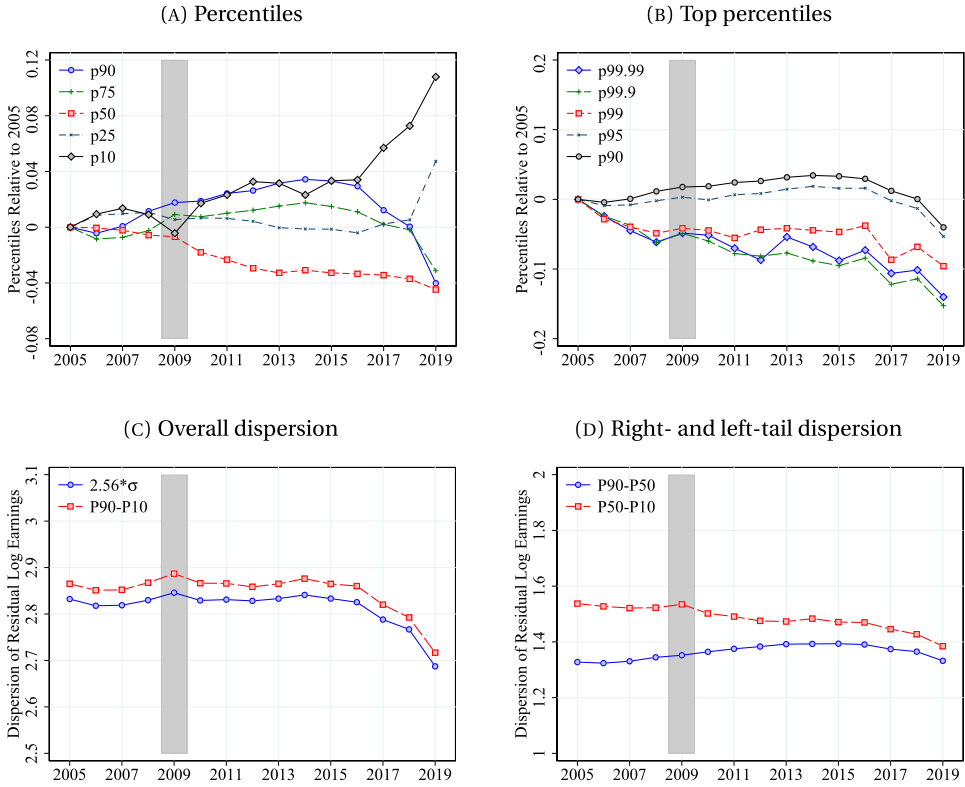 (A) Percentiles
Percentiles Relative to 2005
0.12
0.08
0.04
0
-0.04
-0.08
p90
p75
p50
p25
p10
2005 2007 2009 2011 2013 2015 2017 2019
(B) Top percentiles
Percentiles Relative to 2005
0.2
0.1
0
-0.1
-0.2
p99.99
p99.9
p99
p95
p90
2005 2007 2009 2011 2013 2015 2017 2019
(C) Overall dispersion
Dispersion of Residual Log Earnings
3.1
3
2.9
2.8
2.7
2.6
2.5
2.56*σ
P90-P10
2005 2007 2009 2011 2013 2015 2017 2019
(D) Right- and left-tail dispersion
Dispersion of Residual Log Earnings
2
1.8
1.6
1.4
1.2
1
P90-P50
P50-P10
2005 2007 2009 2011 2013 2015 2017 2019